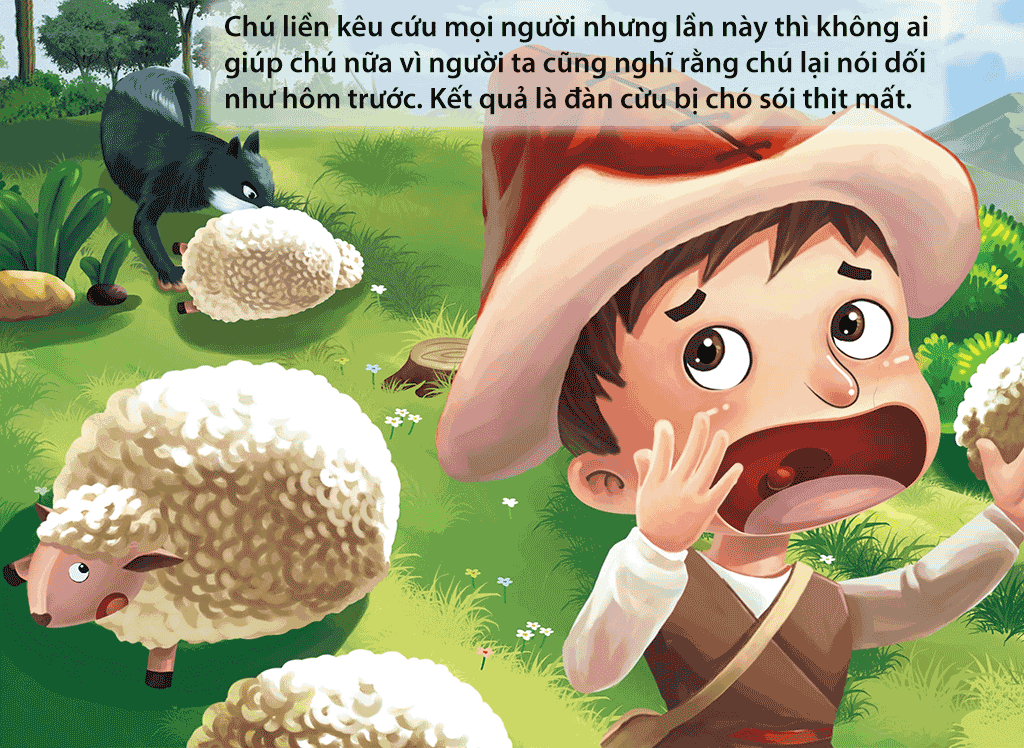 Chú liền kêu cứu mọi người nhưng lần này thì không ai
giúp chú nữa vì người ta cũng nghĩ rằng chú lại nói dối
như hôm trước. Kết quả là đàn cừu bị chó sói thịt mất.